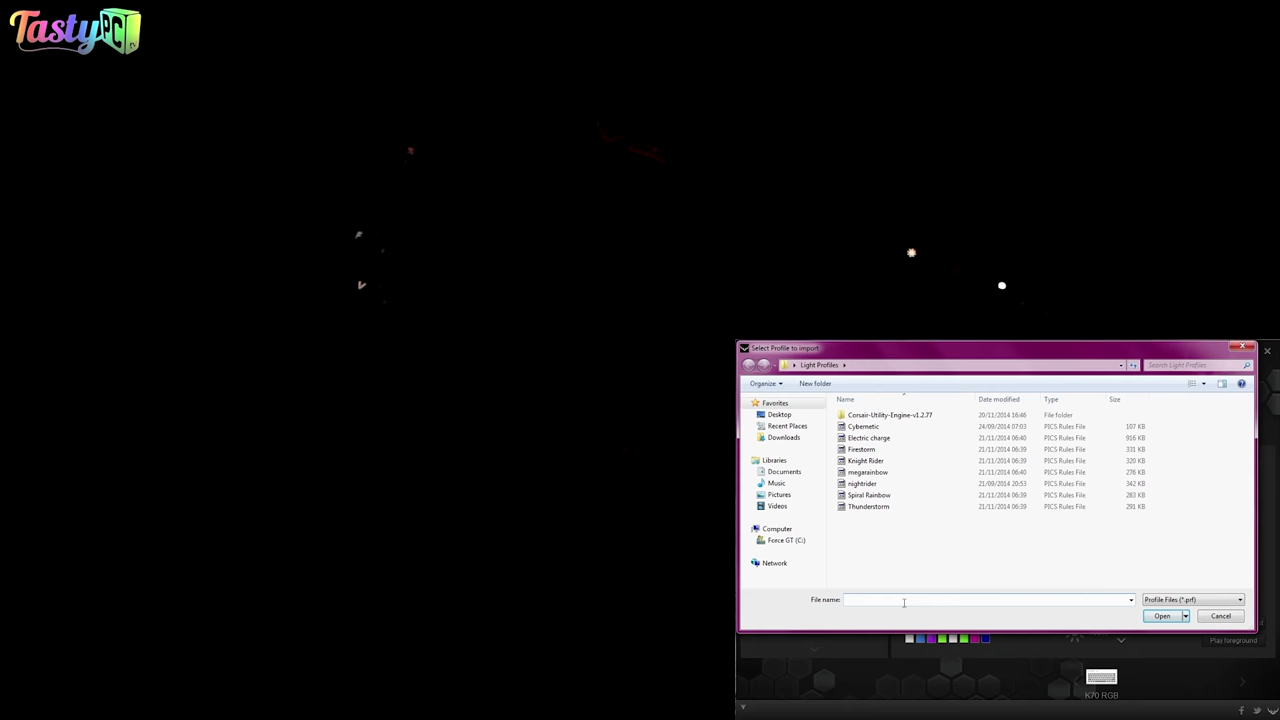 TastyPC
TV
Select Profile to import
Light Profiles
Search Light Profiles
Organize
New folder
Name
Date modified
Type
Size
Favorites
Desktop
Recent Places
Downloads
Libraries
Documents
Music
Pictures
Videos
Computer
Force GT (C:)
Network
Corsair-Utility-Engine-v1.2.77 20/11/2014 16:46 File folder
Cybernetic 24/09/2014 07:03 PICS Rules File 107 KB
Electric charge 21/11/2014 06:40 PICS Rules File 916 KB
Firestorm 21/11/2014 06:39 PICS Rules File 331 KB
Knight Rider 21/11/2014 06:39 PICS Rules File 320 KB
megarainbow 21/11/2014 06:40 PICS Rules File 276 KB
nightrider 21/09/2014 20:53 PICS Rules File 342 KB
Spiral Rainbow 21/11/2014 06:39 PICS Rules File 283 KB
Thunderstorm 21/11/2014 06:39 PICS Rules File 291 KB
File name:
Profile Files (*.prf)
Open
Cancel
Play foreground
K70 RGB